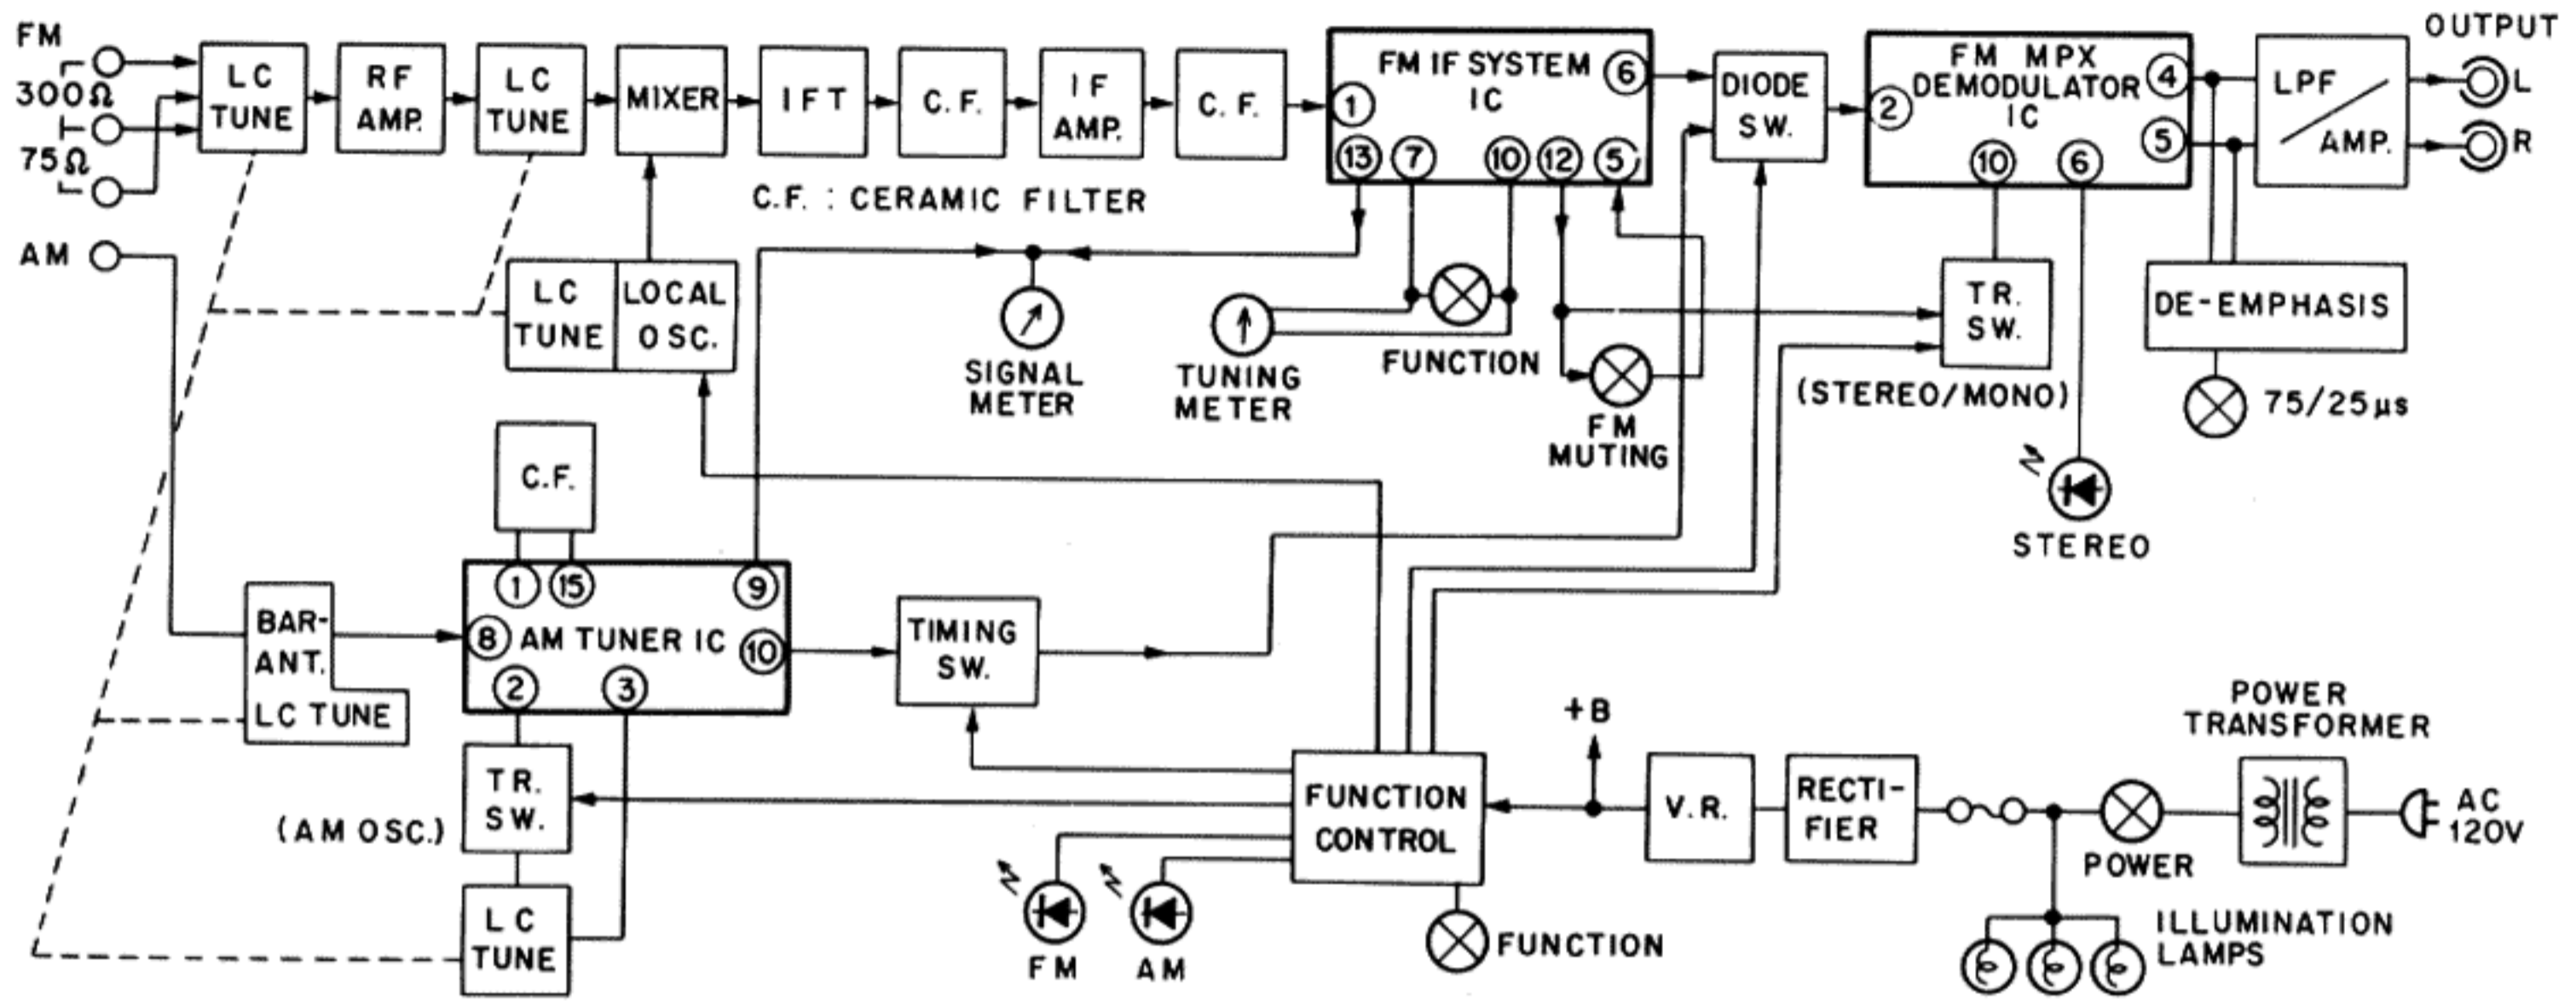 FM
300Ω
75Ω
AM
LC
TUNE
RF
AMP.
LC
TUNE
MIXER
IFT
C.F.
IF
AMP.
C.F.
FM IF SYSTEM
IC
1
6
13
7
10
12
5
DIODE
SW.
FM MPX
DEMODULATOR
IC
2
4
5
10
6
LPF
AMP.
OUTPUT
L
R
C.F. : CERAMIC FILTER
LC
TUNE
LOCAL
OSC.
SIGNAL
METER
TUNING
METER
FUNCTION
FM
MUTING
TR.
SW.
(STEREO/MONO)
DE-EMPHASIS
75/25μs
STEREO
C.F.
1
15
9
8
AM TUNER IC
10
2
3
BAR-
ANT.
LC TUNE
TIMING
SW.
TR.
SW.
(AM OSC.)
LC
TUNE
FUNCTION
CONTROL
FM
AM
FUNCTION
+B
V.R.
RECTI-
FIER
POWER
POWER
TRANSFORMER
AC
120V
ILLUMINATION
LAMPS